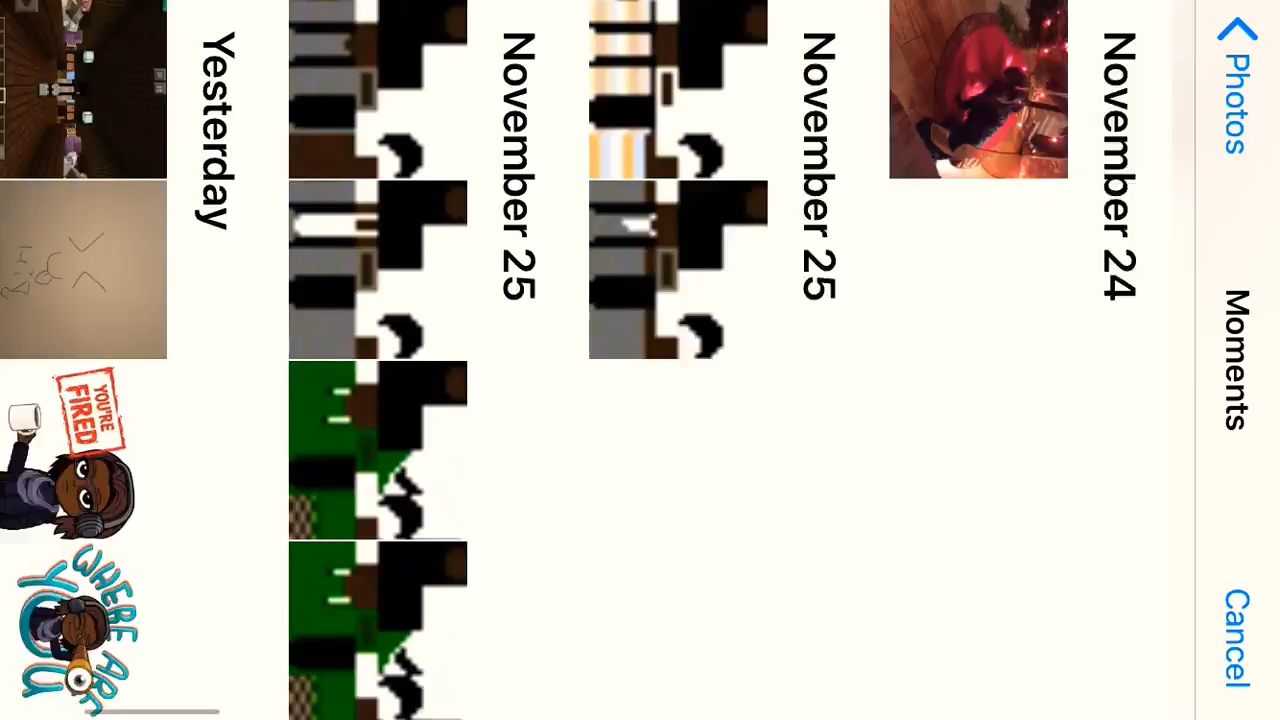 Photos Moments Cancel
November 24
November 25
November 25
Yesterday
YOU'RE
FIRED
WHERE ARE
YOU